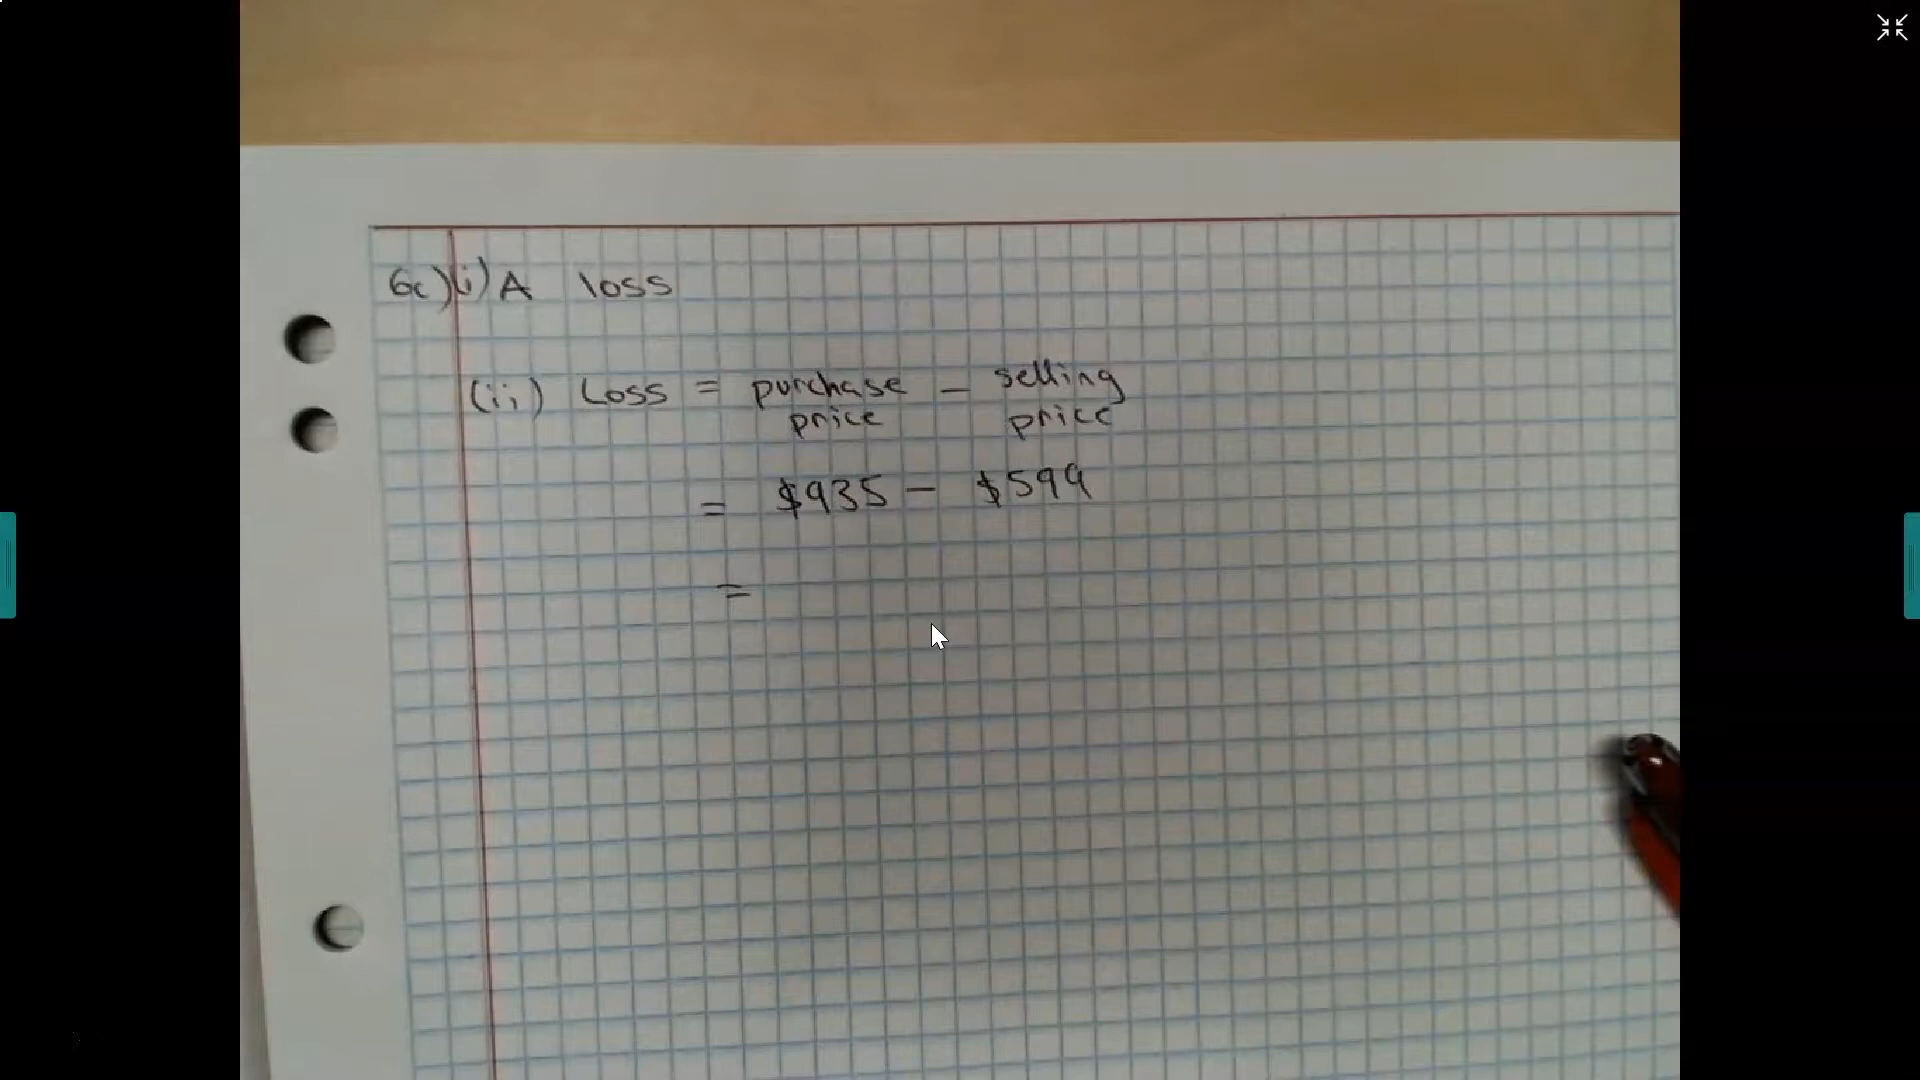 6c)(i) A loss
(ii) Loss = purchase price - selling price
= $935 - $599
=